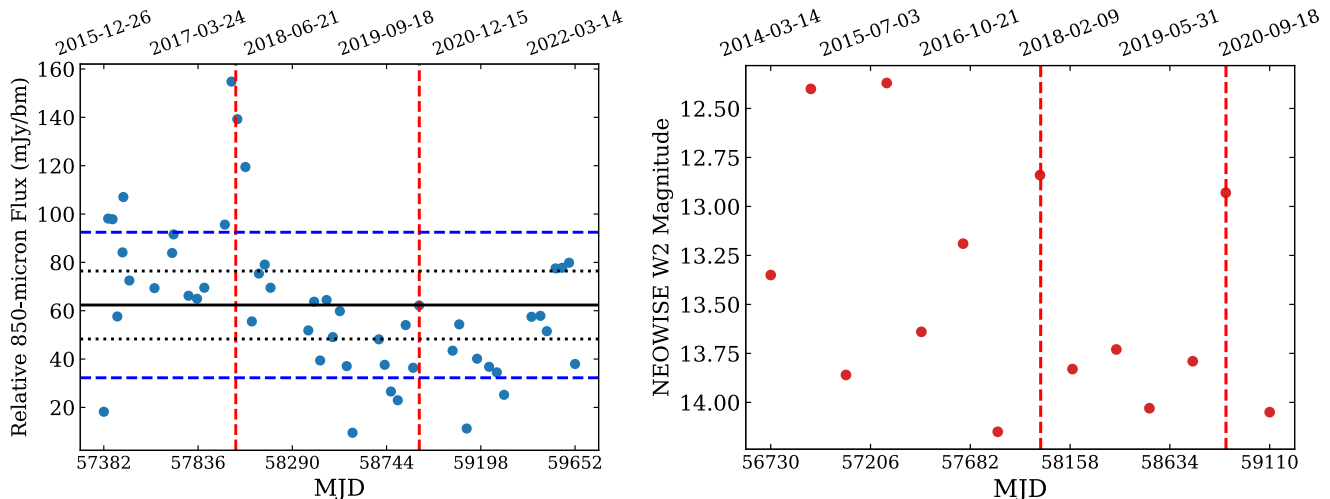 2015-12-26 2017-03-24 2018-06-21 2019-09-18 2020-12-15 2022-03-14
160
140
120
100
80
60
40
20
Relative 850-micron Flux (mJy/bm)
57382 57836 58290 58744 59198 59652
MJD
2014-03-14 2015-07-03 2016-10-21 2018-02-09 2019-05-31 2020-09-18
12.50
12.75
13.00
13.25
13.50
13.75
14.00
NEOWISE W2 Magnitude
56730 57206 57682 58158 58634 59110
MJD